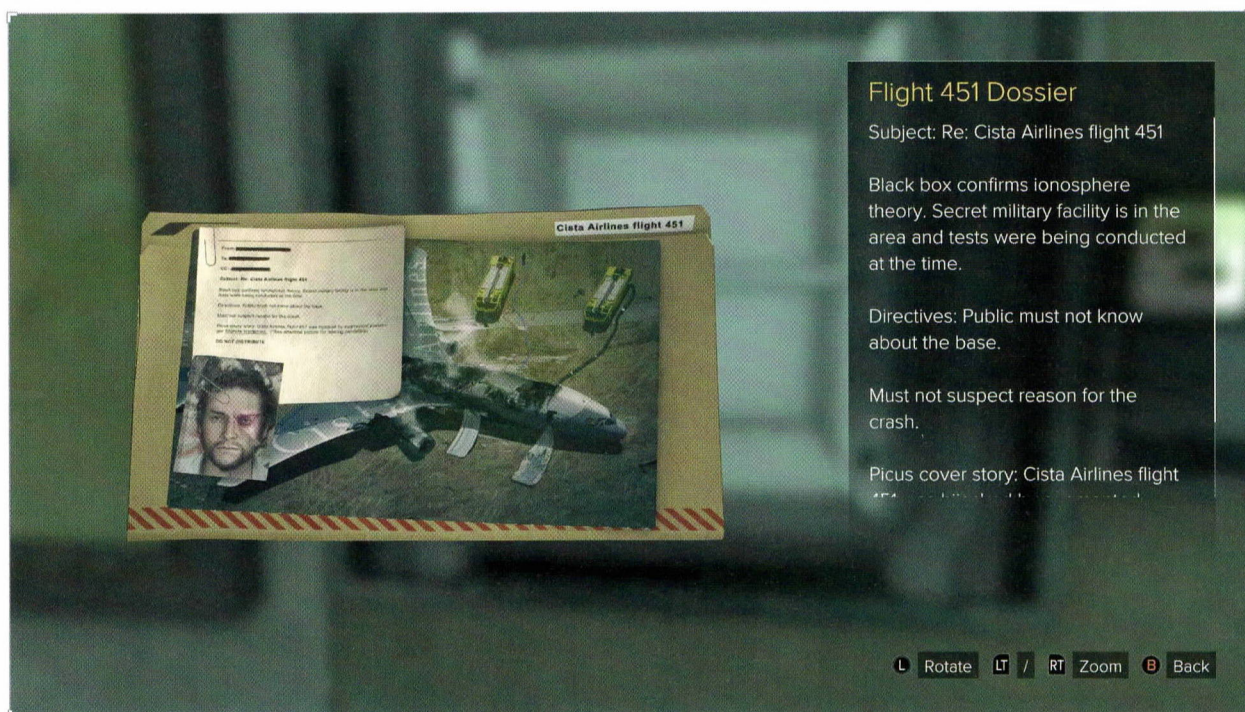 Cista Airlines flight 451
From:
To:
CC:
Subject: Re: Cista Airlines flight 451
DO NOT DISTRIBUTE
Flight 451 Dossier
Subject: Re: Cista Airlines flight 451
Black box confirms ionosphere
theory. Secret military facility is in the
area and tests were being conducted
at the time.
Directives: Public must not know
about the base.
Must not suspect reason for the
crash.
Picus cover story: Cista Airlines flight
L Rotate LT / RT Zoom B Back